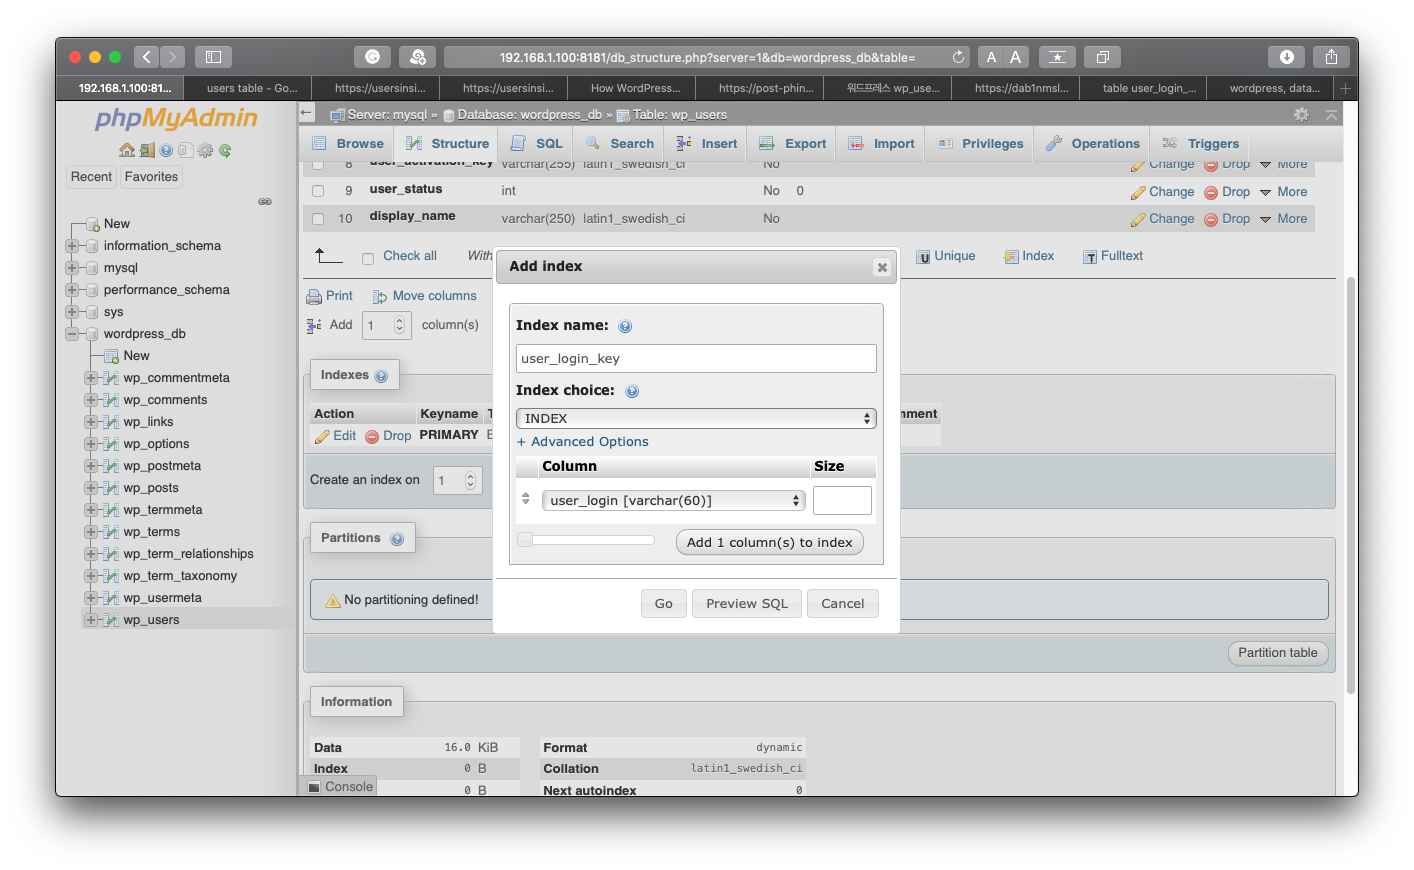 192.168.1.100:8181/db_structure.php?server=1&db=wordpress_db&table=
A A
192.168.1.100:81... users table - Go... https://usersinsi... https://usersinsi... How WordPress... https://post-phin... 워드프레스 wp_use... https://dab1nmsl... table user_login_... wordpress, data...
phpMyAdmin
Recent Favorites
New
information_schema
mysql
performance_schema
sys
wordpress_db
New
wp_commentmeta
wp_comments
wp_links
wp_options
wp_postmeta
wp_posts
wp_termmeta
wp_terms
wp_term_relationships
wp_term_taxonomy
wp_usermeta
wp_users
Server: mysql » Database: wordpress_db » Table: wp_users
Browse Structure SQL Search Insert Export Import Privileges Operations Triggers
8 user_activation_key varchar(255) latin1_swedish_ci No Change Drop More
9 user_status int No 0 Change Drop More
10 display_name varchar(250) latin1_swedish_ci No Change Drop More
Check all With Unique Index Fulltext
Print Move columns
Add 1 column(s)
Indexes
Action Keyname T mment
Edit Drop PRIMARY
Create an index on 1
Partitions
No partitioning defined!
Partition table
Information
Data 16.0 KiB
Index 0 B
0 B
Format dynamic
Collation latin1_swedish_ci
Next autoindex 0
Console
Add index
Index name:
user_login_key
Index choice:
INDEX
+ Advanced Options
Column Size
user_login [varchar(60)]
Add 1 column(s) to index
Go Preview SQL Cancel